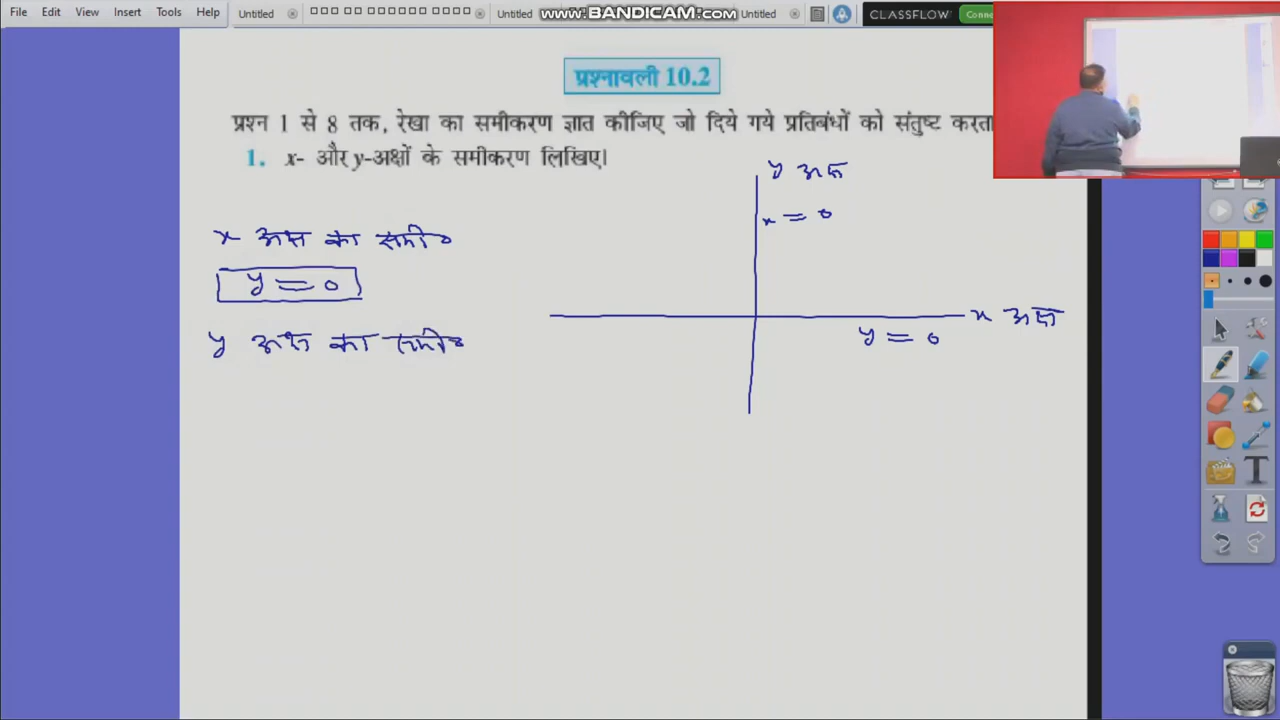 File Edit View Insert Tools Help
Untitled Untitled www.BANDICAM.com Untitled CLASSFLOW Conne
प्रश्नावली 10.2
प्रश्न 1 से 8 तक, रेखा का समीकरण ज्ञात कीजिए जो दिये गये प्रतिबंधों को संतुष्ट करता
1. x- और y-अक्षों के समीकरण लिखिए।
y अक्ष
x = 0
x अक्ष का समी०
y = 0
x अक्ष
y = 0
y अक्ष का समी०
T